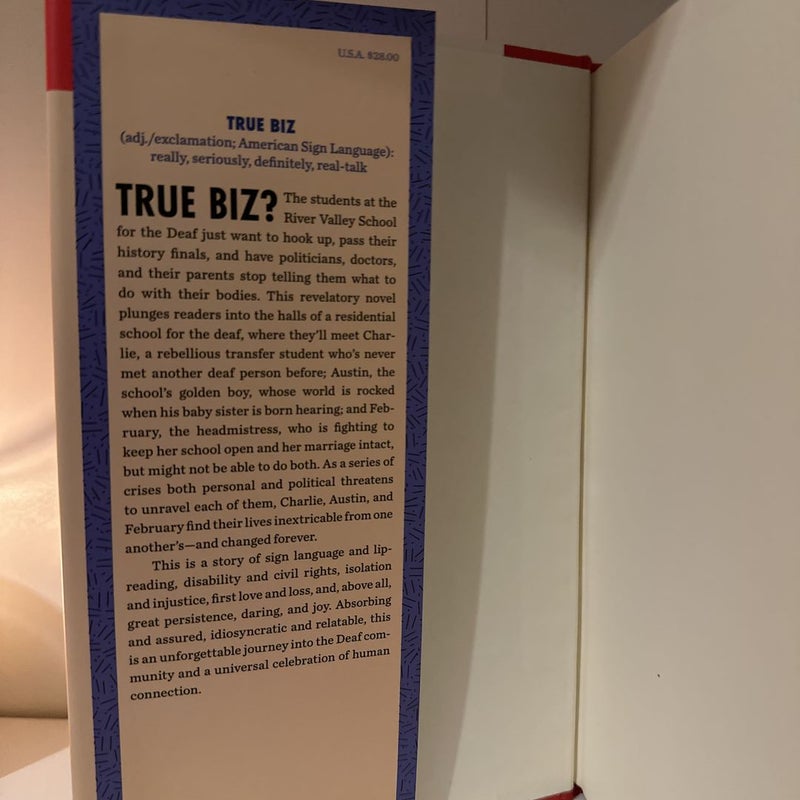 U.S.A. $28.00
TRUE BIZ
(adj./exclamation; American Sign Language):
really, seriously, definitely, real-talk
TRUE BIZ? The students at the
River Valley School
for the Deaf just want to hook up, pass their
history finals, and have politicians, doctors,
and their parents stop telling them what to
do with their bodies. This revelatory novel
plunges readers into the halls of a residential
school for the deaf, where they'll meet Char-
lie, a rebellious transfer student who's never
met another deaf person before; Austin, the
school's golden boy, whose world is rocked
when his baby sister is born hearing; and Feb-
ruary, the headmistress, who is fighting to
keep her school open and her marriage intact,
but might not be able to do both. As a series of
crises both personal and political threatens
to unravel each of them, Charlie, Austin, and
February find their lives inextricable from one
another's—and changed forever.
This is a story of sign language and lip-
reading, disability and civil rights, isolation
and injustice, first love and loss, and, above all,
great persistence, daring, and joy. Absorbing
and assured, idiosyncratic and relatable, this
is an unforgettable journey into the Deaf com-
munity and a universal celebration of human
connection.